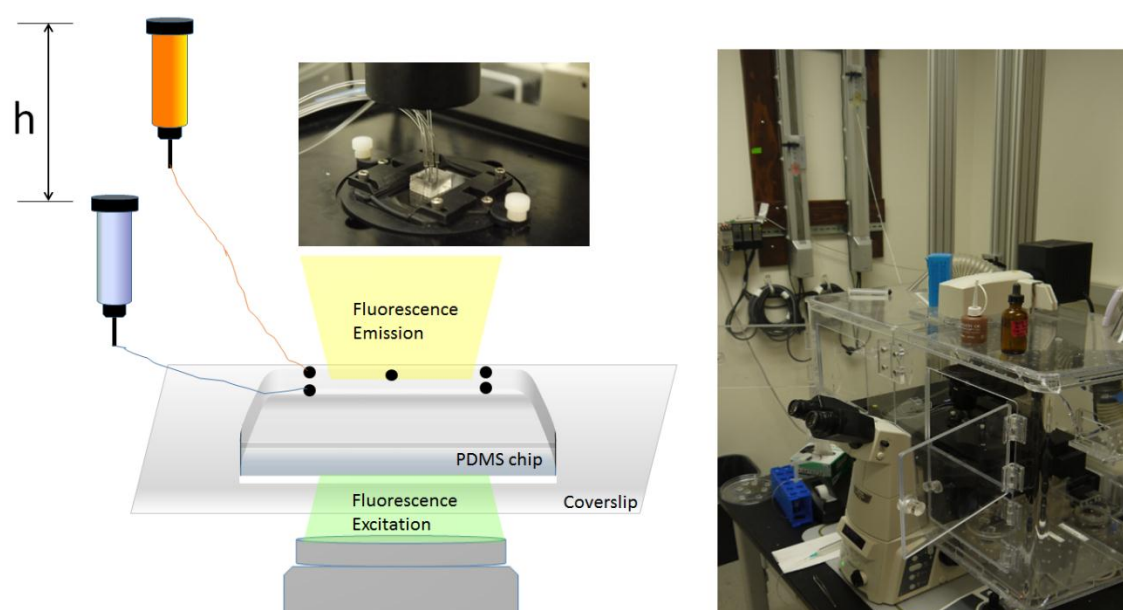 h
Fluorescence
Emission
PDMS chip
Fluorescence
Excitation
Coverslip